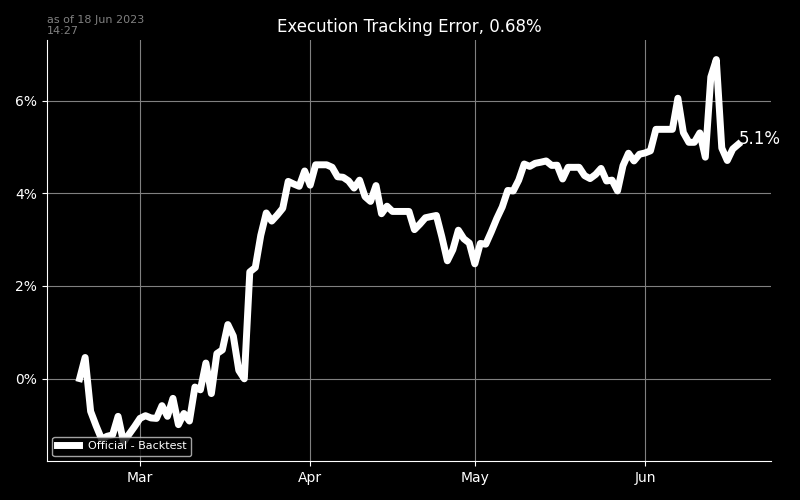 as of 18 Jun 2023
14:27
Execution Tracking Error, 0.68%
6%
4%
2%
0%
5.1%
Official - Backtest
Mar
Apr
May
Jun